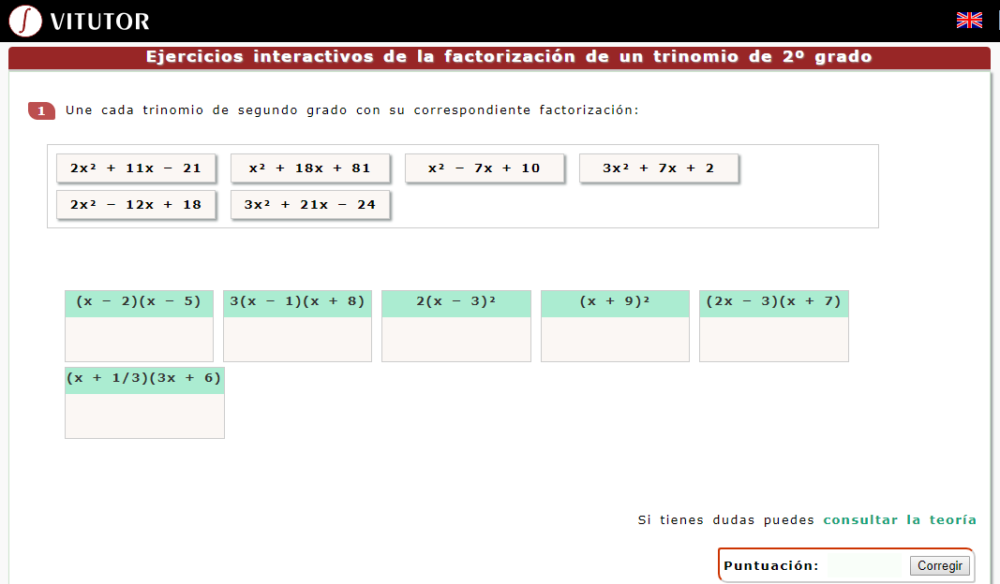 VITUTOR
Ejercicios interactivos de la factorización de un trinomio de 2º grado
1 Une cada trinomio de segundo grado con su correspondiente factorización:
2x² + 11x − 21 x² + 18x + 81 x² − 7x + 10 3x² + 7x + 2
2x² − 12x + 18 3x² + 21x − 24
(x − 2)(x − 5) 3(x − 1)(x + 8) 2(x − 3)² (x + 9)² (2x − 3)(x + 7)
(x + 1/3)(3x + 6)
Si tienes dudas puedes consultar la teoría
Puntuación: Corregir